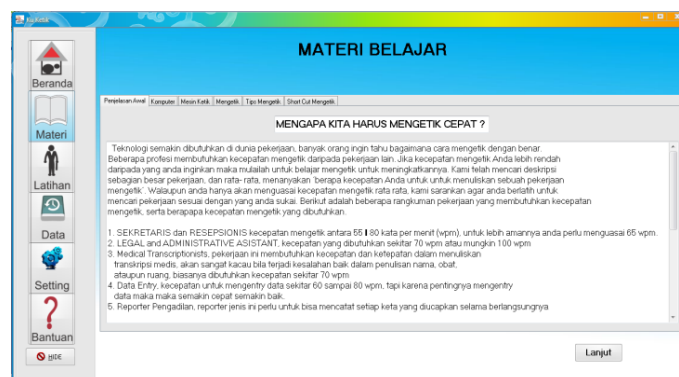 MATERI BELAJAR
Beranda
Materi
Latihan
Data
Setting
Bantuan
HIDE
Penjelasan Awal Komputer Mesin Ketik Mengetik Tips Mengetik Short Cut Mengetik
MENGAPA KITA HARUS MENGETIK CEPAT ?
Teknologi semakin dibutuhkan di dunia pekerjaan, banyak orang ingin tahu bagaimana cara mengetik dengan benar.
Beberapa profesi membutuhkan kecepatan mengetik daripada pekerjaan lain. Jika kecepatan mengetik Anda lebih rendah
daripada yang anda inginkan maka mulailah untuk belajar mengetik untuk meningkatkannya. Kami telah mencari deskripsi
sebagian besar pekerjaan, dan rata- rata, menanyakan 'berapa kecepatan Anda untuk untuk menuliskan sebuah pekerjaan
mengetik'. Walaupun anda hanya akan menguasai kecepatan mengetik rata rata, kami sarankan agar anda berlatih untuk
mencari pekerjaan sesuai dengan yang anda sukai. Berikut adalah beberapa rangkuman pekerjaan yang membutuhkan kecepatan
mengetik, serta berapapa kecepatan mengetik yang dibutuhkan.
1. SEKRETARIS dan RESEPSIONIS kecepatan mengetik antara 55 I 80 kata per menit (wpm), untuk lebih amannya anda perlu menguasai 65 wpm.
2. LEGAL and ADMINISTRATIVE ASISTANT, kecepatan yang dibutuhkan sekitar 70 wpm atau mungkin 100 wpm
3. Medical Transcriptionists, pekerjaan ini membutuhkan kecepatan dan ketepatan dalam menuliskan
transkripsi medis, akan sangat kacau bila terjadi kesalahan baik dalam penulisan nama, obat,
ataupun ruang, biasanya dibutuhkan kecepatan sekitar 70 wpm
4. Data Entry, kecepatan untuk mengentry data sekitar 60 sampai 80 wpm, tapi karena pentingnya mengentry
data maka maka semakin cepat semakin baik.
5. Reporter Pengadilan, reporter jenis ini perlu untuk bisa mencatat setiap keta yang diucapkan selama berlangsungnya
Lanjut